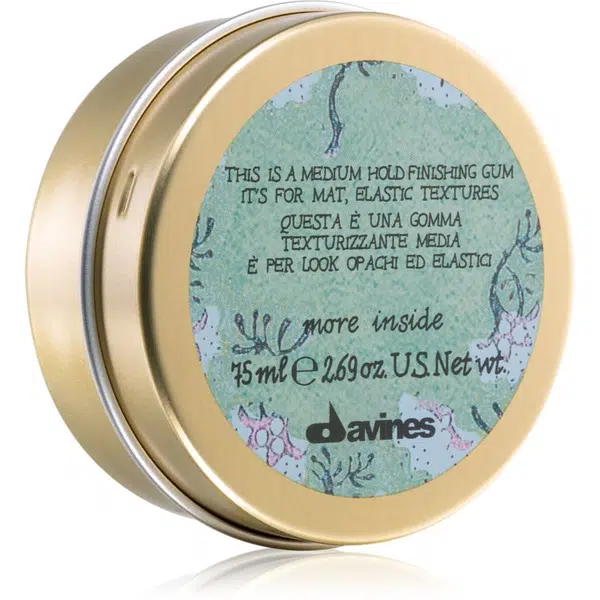 THIS IS A MEDIUM HOLD FINISHING GUM
IT'S FOR MAT, ELASTIC TEXTURES
QUESTA È UNA GOMMA
TEXTURIZZANTE MEDIA
È PER LOOK OPACHI ED ELASTICI
more inside
75 ml ℮ 2.69 oz. U.S. Net wt.
davines